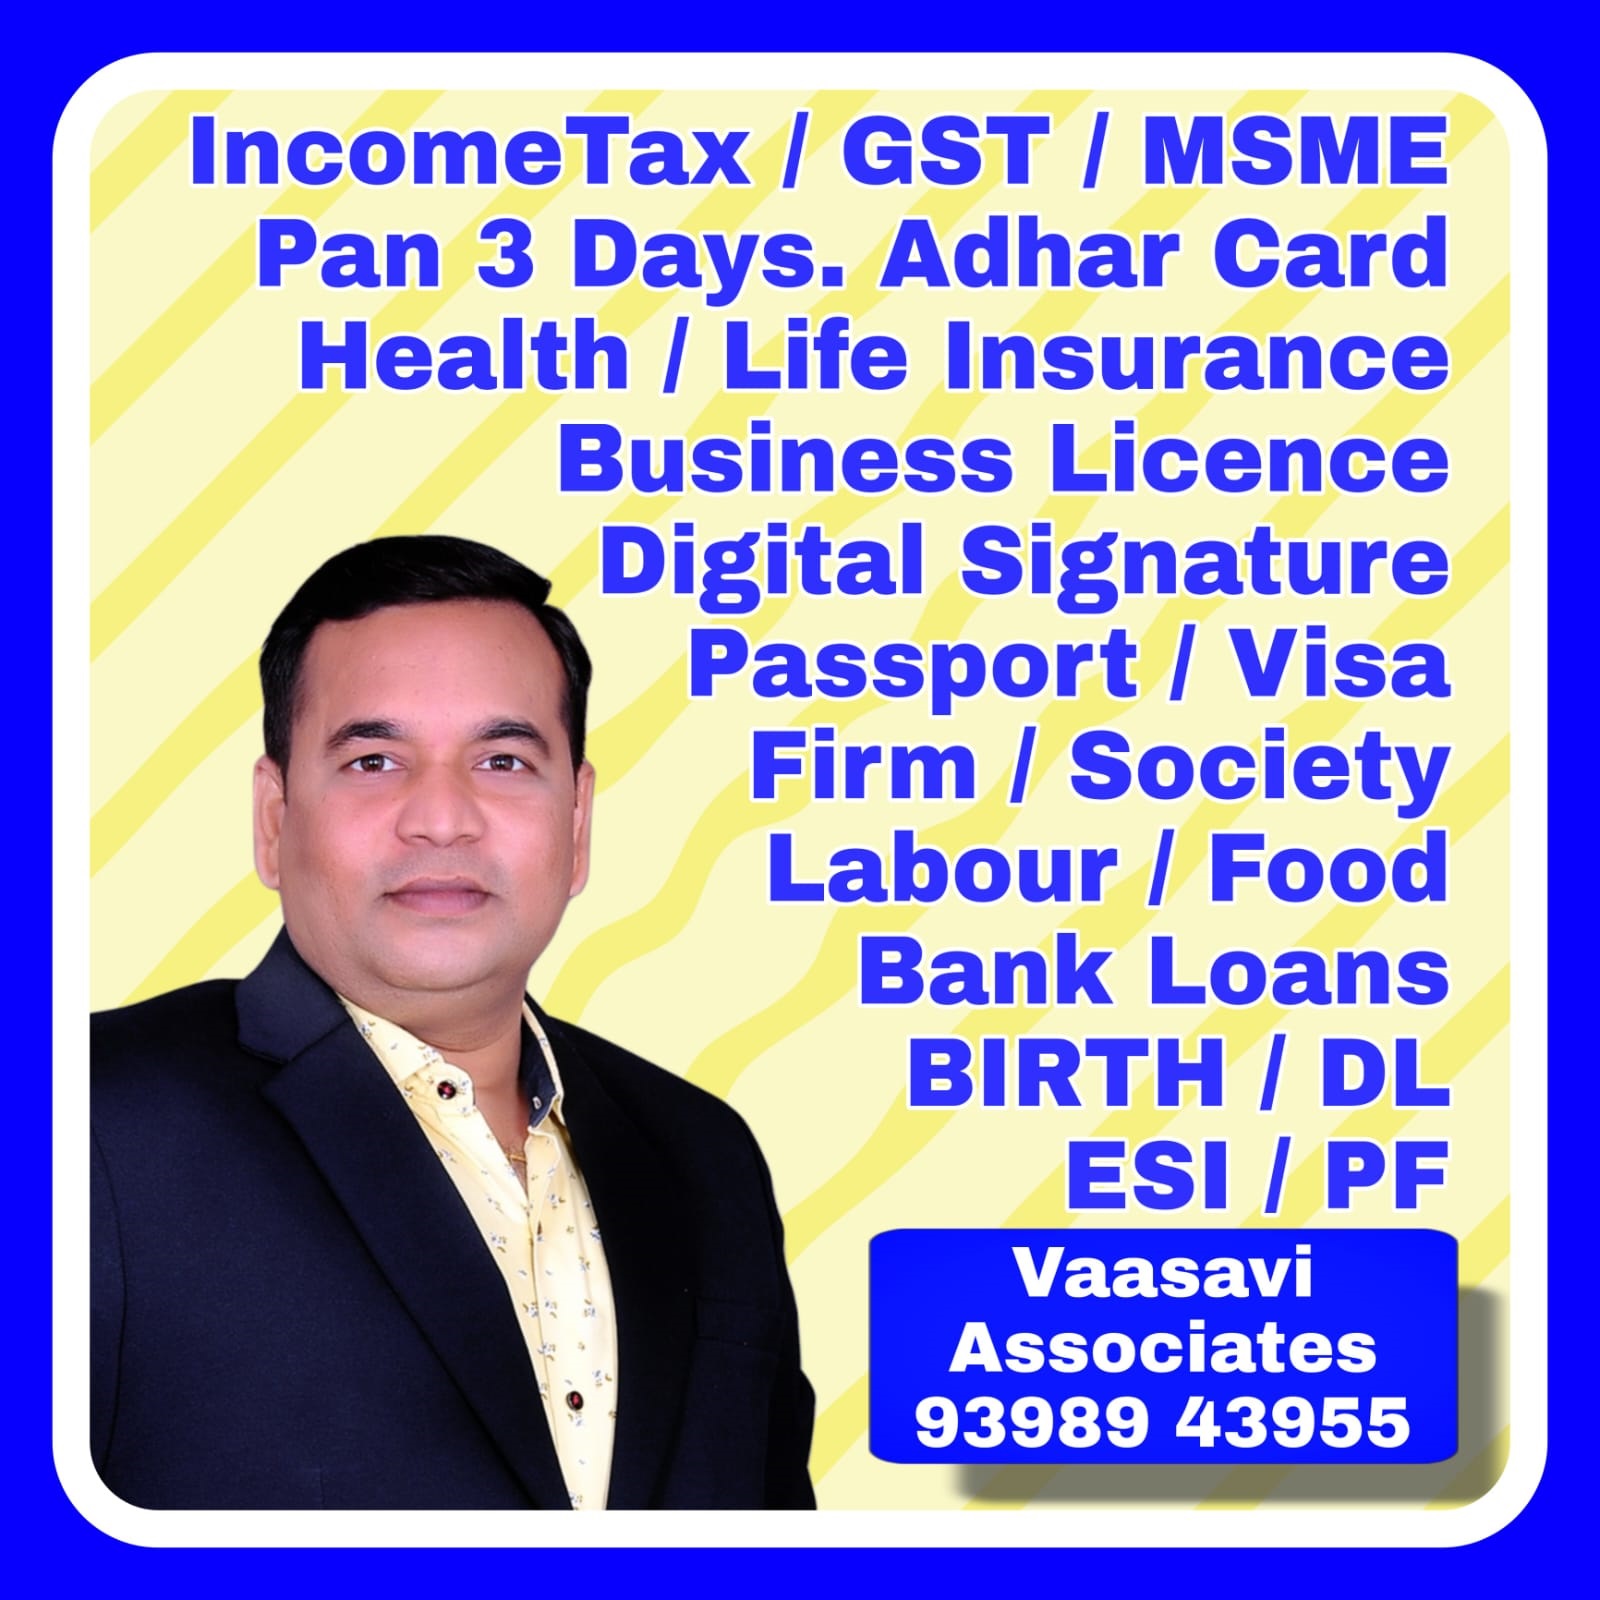 IncomeTax / GST / MSME
Pan 3 Days. Adhar Card
Health / Life Insurance
Business Licence
Digital Signature
Passport / Visa
Firm / Society
Labour / Food
Bank Loans
BIRTH / DL
ESI / PF
Vaasavi
Associates
93989 43955